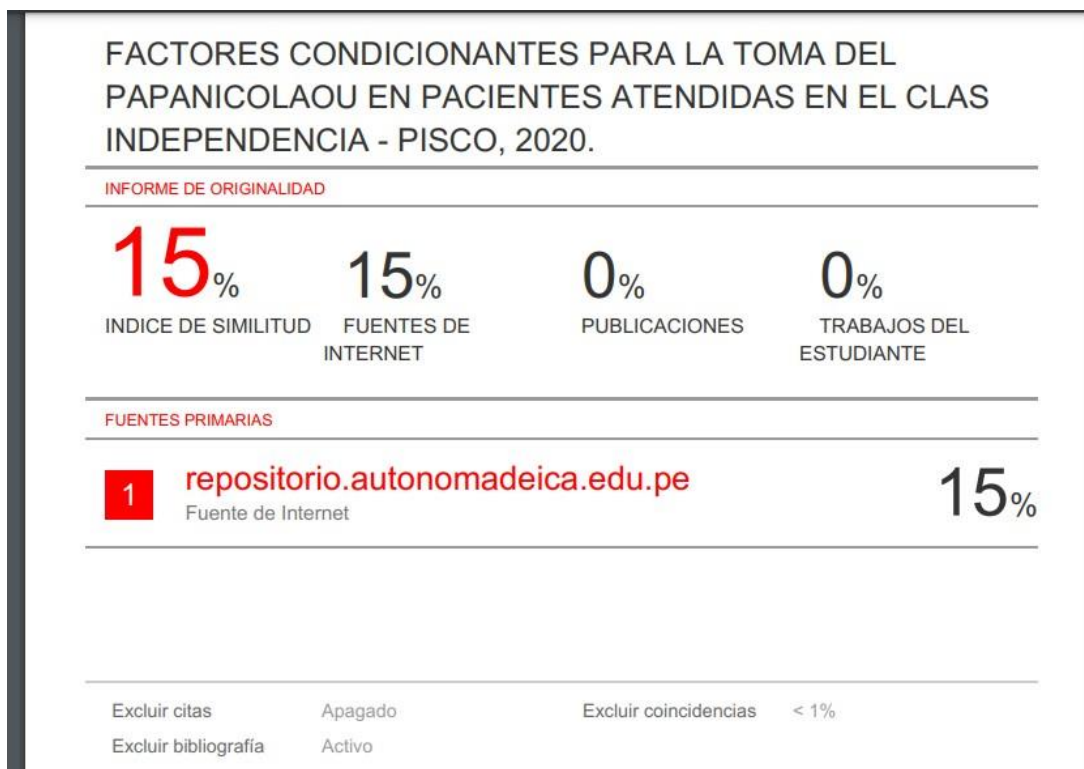 FACTORES CONDICIONANTES PARA LA TOMA DEL
PAPANICOLAOU EN PACIENTES ATENDIDAS EN EL CLAS
INDEPENDENCIA - PISCO, 2020.
INFORME DE ORIGINALIDAD
15% 15% 0% 0%
INDICE DE SIMILITUD FUENTES DE PUBLICACIONES TRABAJOS DEL
INTERNET ESTUDIANTE
FUENTES PRIMARIAS
1 repositorio.autonomadeica.edu.pe 15%
Fuente de Internet
Excluir citas Apagado Excluir coincidencias < 1%
Excluir bibliografía Activo